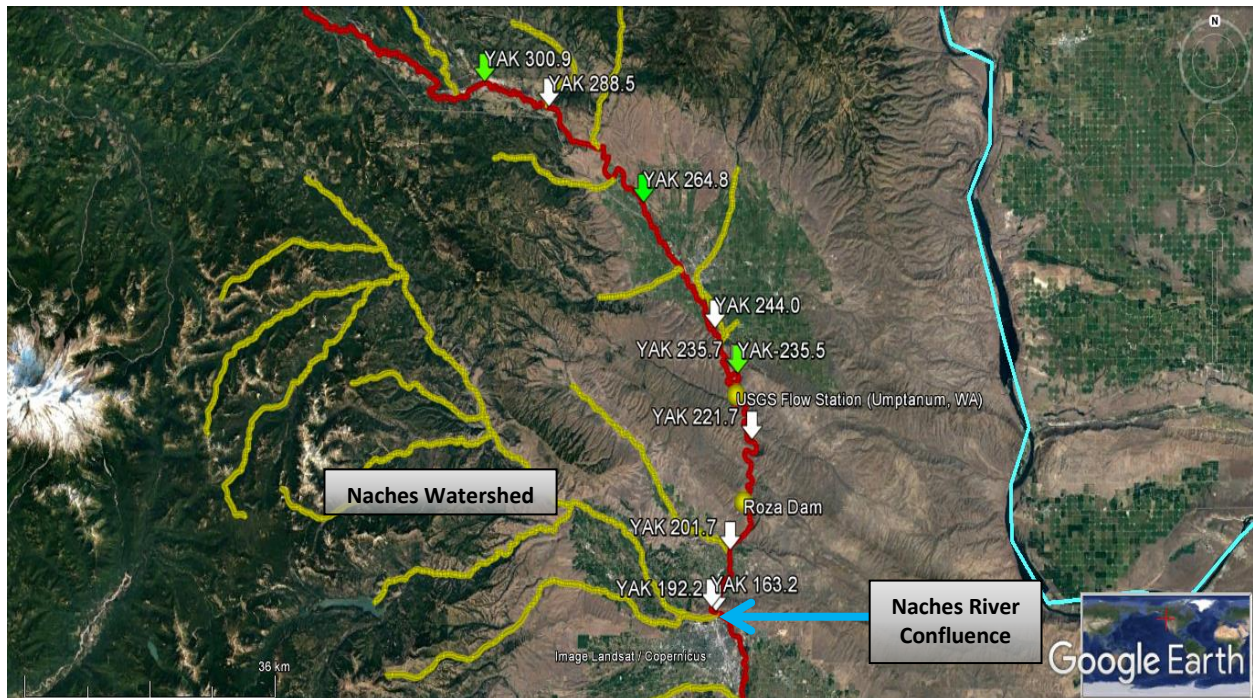 N
YAK 300.9
YAK 288.5
YAK 264.8
YAK 244.0
YAK 235.7
YAK-235.5
USGS Flow Station (Umptanum, WA)
YAK 221.7
Naches Watershed
Roza Dam
YAK 201.7
YAK 192.2
YAK 163.2
Naches River
Confluence
Image Landsat / Copernicus
36 km
Google Earth